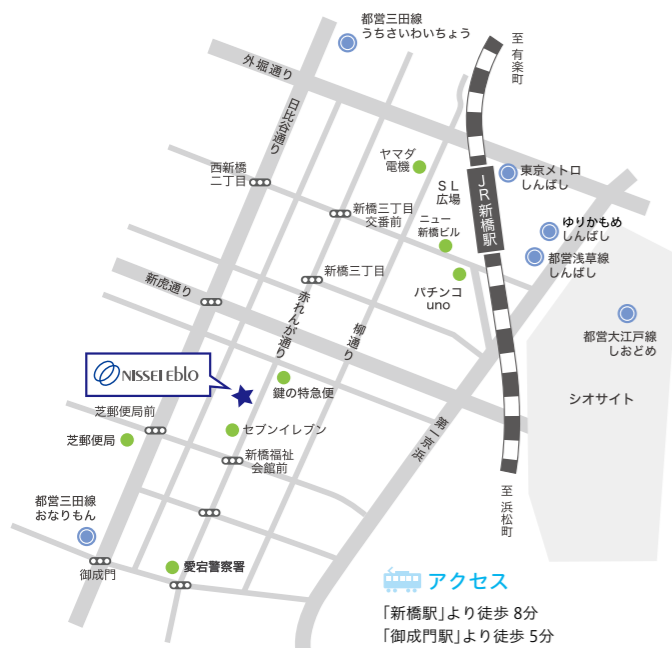 都営三田線
うちさいわいちょう
至 有楽町
外堀通り
日比谷通り
ヤマダ
電機
東京メトロ
しんばし
西新橋
二丁目
SL
広場
JR新橋駅
新橋三丁目
交番前
ニュー
新橋ビル
ゆりかもめ
しんばし
都営浅草線
しんばし
新虎通り
新橋三丁目
パチンコ
uno
赤れんが通り
柳通り
都営大江戸線
しおどめ
NISSEI Eblo
鍵の特急便
シオサイト
芝郵便局前
芝郵便局
セブンイレブン
第一京浜
新橋福祉
会館前
至 浜松町
都営三田線
おなりもん
御成門
愛宕警察署
アクセス
「新橋駅」より徒歩 8分
「御成門駅」より徒歩 5分